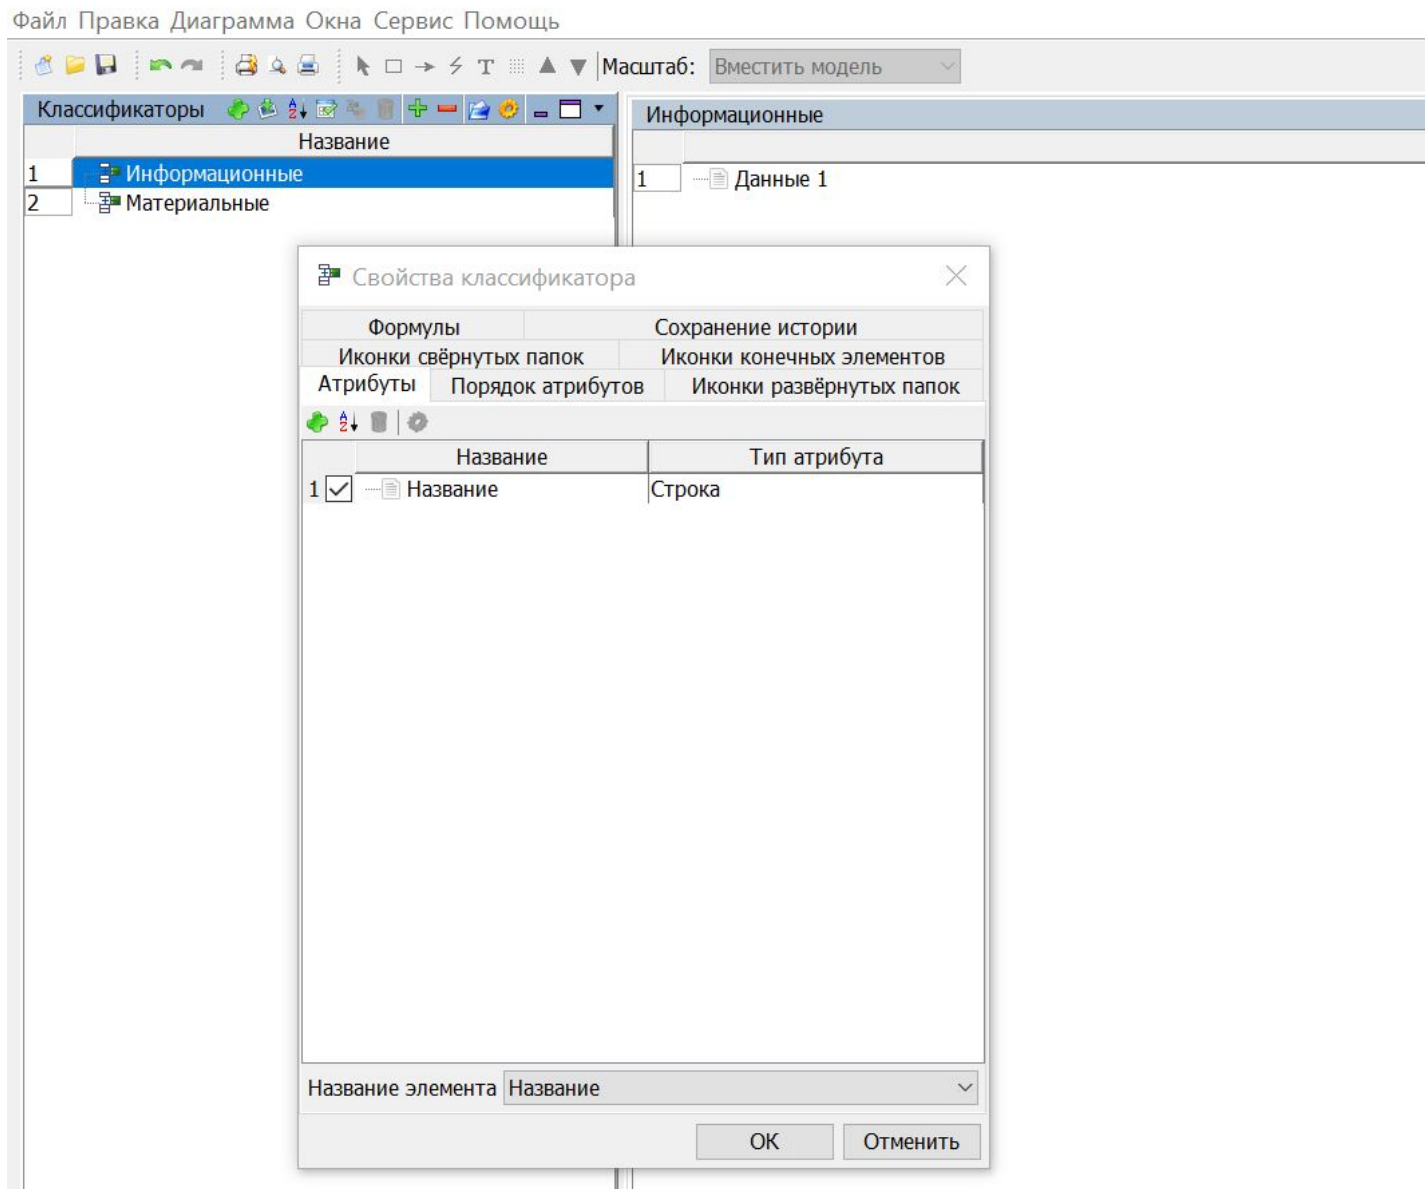 Файл Правка Диаграмма Окна Сервис Помощь
Масштаб: Вместить модель
Классификаторы
Название
1 Информационные
2 Материальные
Информационные
1 Данные 1
Свойства классификатора
Формулы Сохранение истории
Иконки свёрнутых папок Иконки конечных элементов
Атрибуты Порядок атрибутов Иконки развёрнутых папок
Название Тип атрибута
1 Название Строка
Название элемента Название
ОК Отменить